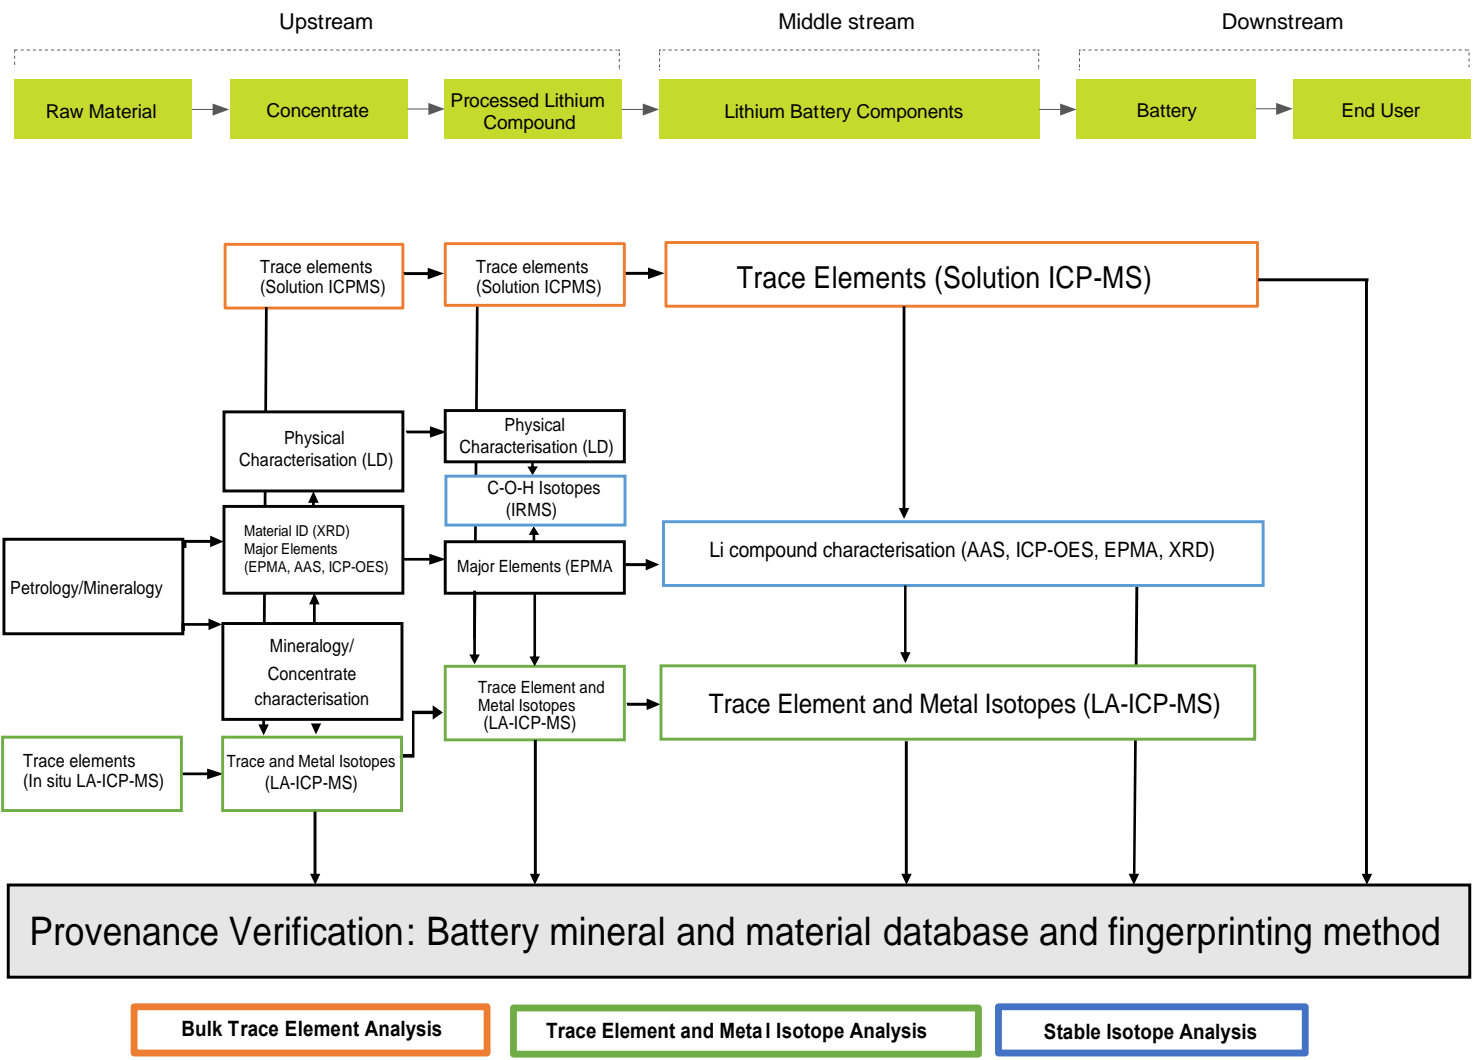 Upstream
Middle stream
Downstream
Raw Material
Concentrate
Processed Lithium
Compound
Lithium Battery Components
Battery
End User
Trace elements
(Solution ICPMS)
Trace elements
(Solution ICPMS)
Trace Elements (Solution ICP-MS)
Physical
Characterisation (LD)
Physical
Characterisation (LD)
C-O-H Isotopes
(IRMS)
Petrology/Mineralogy
Material ID (XRD)
Major Elements
(EPMA, AAS, ICP-OES)
Major Elements (EPMA
Li compound characterisation (AAS, ICP-OES, EPMA, XRD)
Mineralogy/
Concentrate
characterisation
Trace Element and
Metal Isotopes
(LA-ICP-MS)
Trace Element and Metal Isotopes (LA-ICP-MS)
Trace elements
(In situ LA-ICP-MS)
Trace and Metal Isotopes
(LA-ICP-MS)
Provenance Verification: Battery mineral and material database and fingerprinting method
Bulk Trace Element Analysis
Trace Element and Metal Isotope Analysis
Stable Isotope Analysis